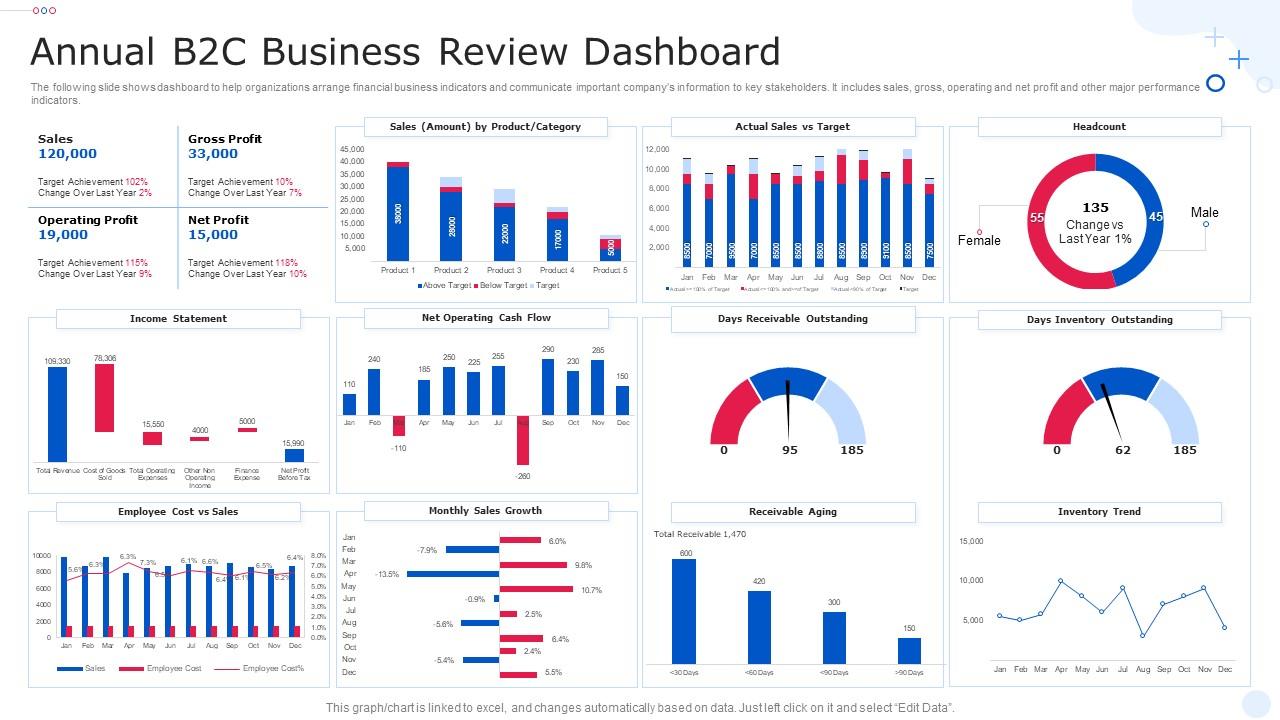 Annual B2C Business Review Dashboard
The following slide shows dashboard to help organizations arrange financial business indicators and communicate important company's information to key stakeholders. It includes sales, gross, operating and net profit and other major performance
indicators.
Sales
120,000
Target Achievement 102%
Change Over Last Year 2%
Gross Profit
33,000
Target Achievement 10%
Change Over Last Year 7%
Operating Profit
19,000
Target Achievement 115%
Change Over Last Year 9%
Net Profit
15,000
Target Achievement 118%
Change Over Last Year 10%
Sales (Amount) by Product/Category
45,000
40,000
35,000
30,000
25,000
20,000
15,000
10,000
5,000
38000
28000
22000
17000
5000
Product 1 Product 2 Product 3 Product 4 Product 5
Above Target Below Target Target
Actual Sales vs Target
12,000
10,000
8,000
6,000
4,000
2,000
8500 7000 9500 7000 8500 8500 8800 8500 8900 9100 8500 7500
Jan Feb Mar Apr May Jun Jul Aug Sep Oct Nov Dec
Target
Headcount
55
45
135
Change vs
Last Year 1%
Female
Male
Income Statement
109,330
78,306
15,550
4000
5000
15,990
Total Revenue
Cost of Goods
Sold
Total Operating
Expenses
Other Non
Operating
Income
Finance
Expense
Net Profit
Before Tax
Net Operating Cash Flow
110 240 -110 185 250 225 255 -260 290 230 285 150
Jan Feb Mar Apr May Jun Jul Aug Sep Oct Nov Dec
Days Receivable Outstanding
0 95 185
Days Inventory Outstanding
0 62 185
Employee Cost vs Sales
10000
8000
6000
4000
2000
0
5.6% 6.3% 6.3% 7.3% 6.1% 6.6% 6.1% 6.5% 6.2% 6.4%
8.0%
7.0%
6.0%
5.0%
4.0%
3.0%
2.0%
1.0%
0.0%
Jan Feb Mar Apr May Jun Jul Aug Sep Oct Nov Dec
Sales Employee Cost Employee Cost%
Monthly Sales Growth
Jan 6.0%
Feb -7.9%
Mar 9.8%
Apr -13.5%
May 10.7%
Jun -0.9%
Jul 2.5%
Aug -5.6%
Sep 6.4%
Oct 2.4%
Nov -5.4%
Dec 5.5%
Receivable Aging
Total Receivable 1,470
600
420
300
150
<30 Days <60 Days <90 Days >90 Days
Inventory Trend
15,000
10,000
5,000
Jan Feb Mar Apr May Jun Jul Aug Sep Oct Nov Dec
This graph/chart is linked to excel, and changes automatically based on data. Just left click on it and select “Edit Data”.